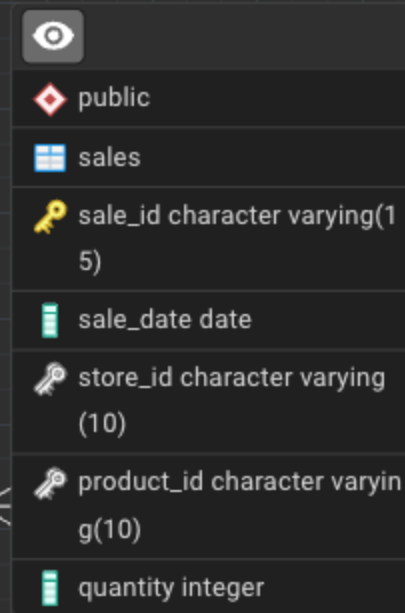 public
sales
sale_id character varying(1
5)
sale_date date
store_id character varying
(10)
product_id character varyin
g(10)
quantity integer